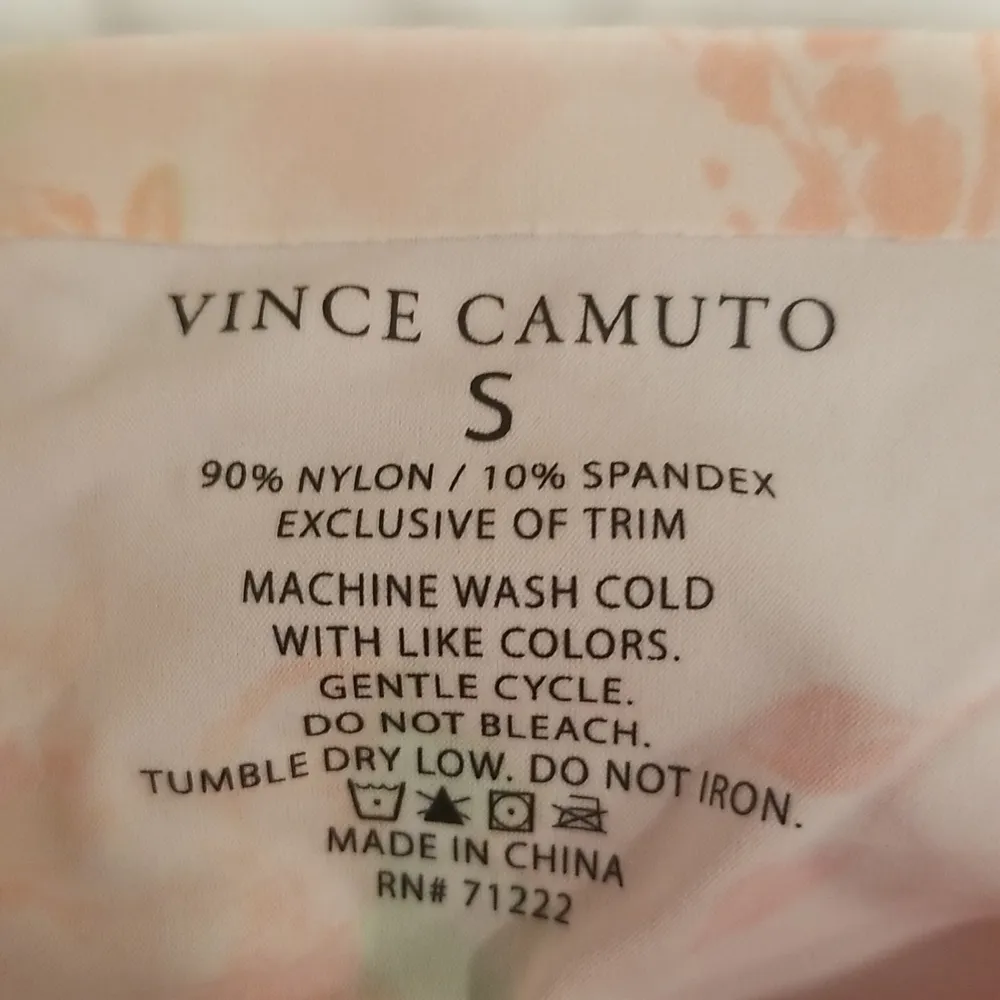 VINCE CAMUTO
S
90% NYLON / 10% SPANDEX
EXCLUSIVE OF TRIM
MACHINE WASH COLD
WITH LIKE COLORS.
GENTLE CYCLE.
DO NOT BLEACH.
TUMBLE DRY LOW. DO NOT IRON.
MADE IN CHINA
RN# 71222